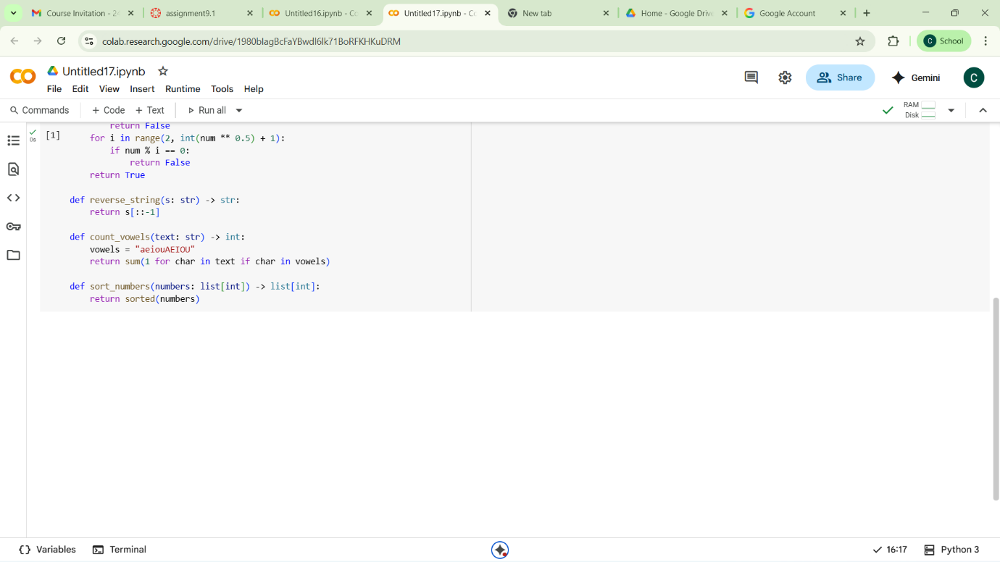 Course Invitation - 24
assignment9.1
Untitled16.ipynb - Co
Untitled17.ipynb - Co
New tab
Home - Google Drive
Google Account
colab.research.google.com/drive/1980blagBcFaYBwdl6lk71BoRFKHKuDRM
C School
CO Untitled17.ipynb
File Edit View Insert Runtime Tools Help
Share
Gemini
C
Commands + Code + Text Run all
RAM
Disk
0s
[1]
return False
for i in range(2, int(num ** 0.5) + 1):
if num % i == 0:
return False
return True
def reverse_string(s: str) -> str:
return s[::-1]
def count_vowels(text: str) -> int:
vowels = "aeiouAEIOU"
return sum(1 for char in text if char in vowels)
def sort_numbers(numbers: list[int]) -> list[int]:
return sorted(numbers)
{} Variables Terminal
16:17 Python 3